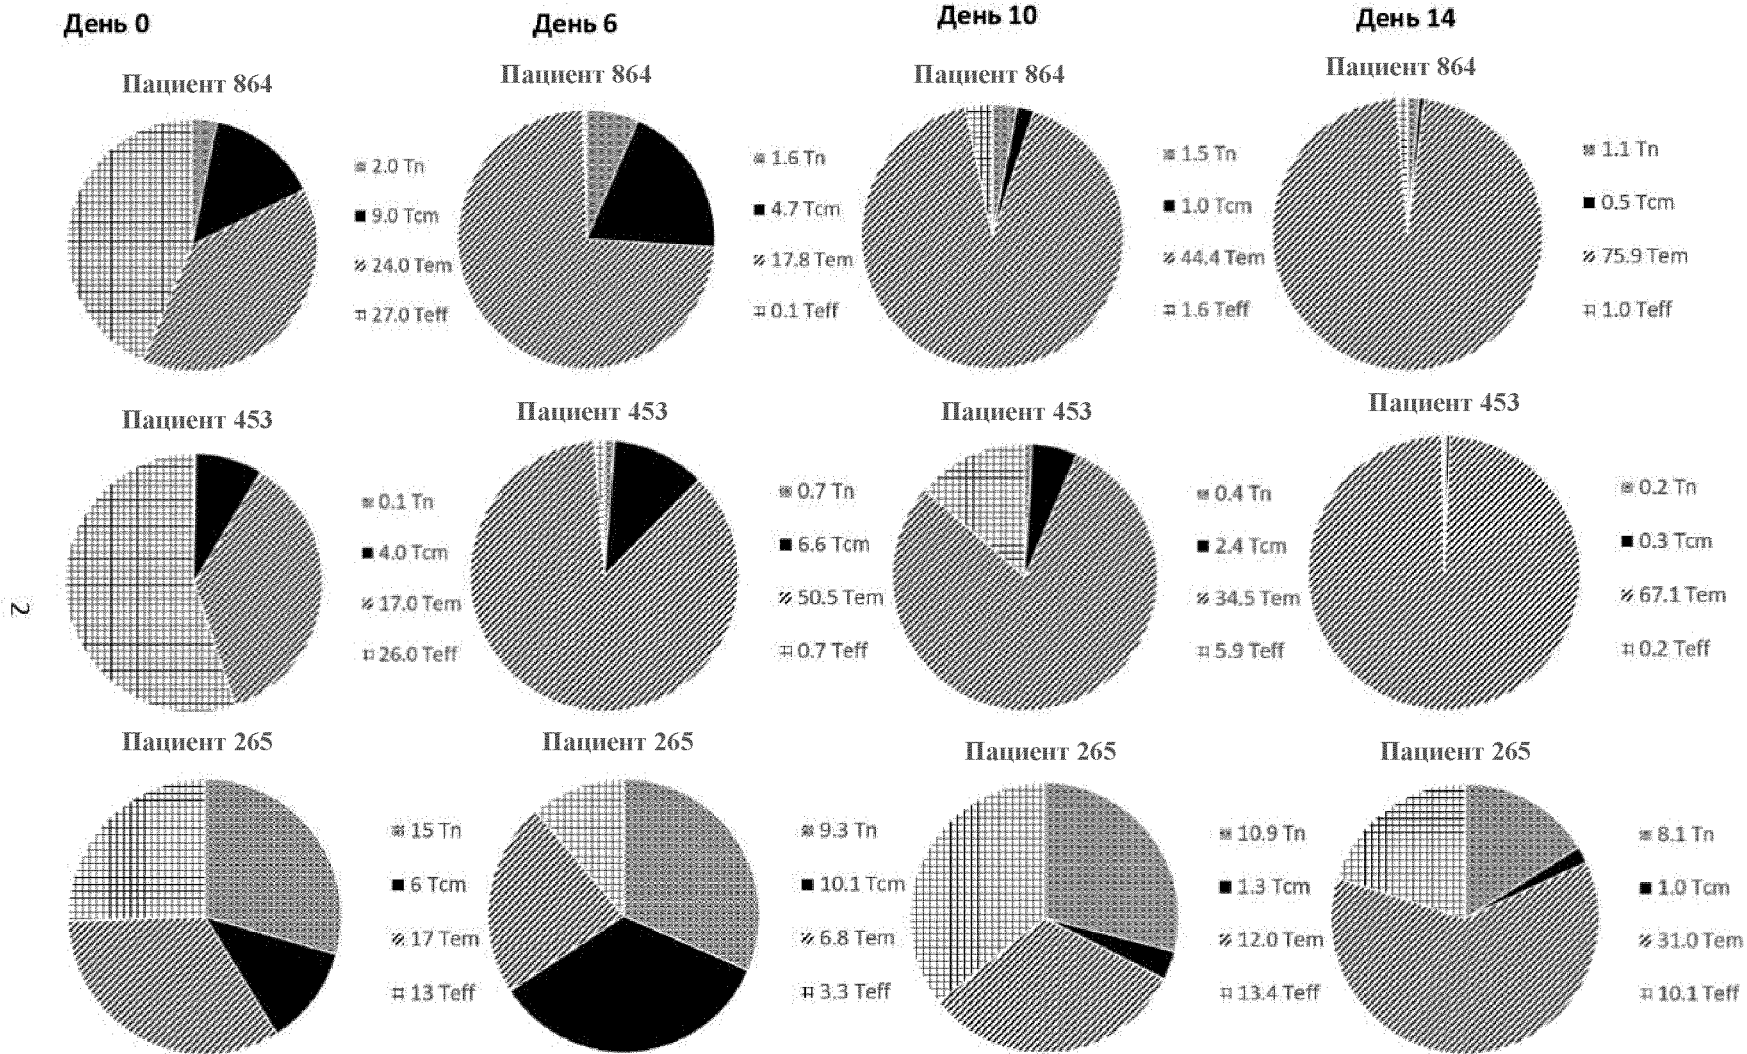 День 0
День 6
День 10
День 14
Пациент 864
Пациент 864
Пациент 864
Пациент 864
2.0 Tn
9.0 Tcm
24.0 Tem
27.0 Teff
1.6 Tn
4.7 Tcm
17.8 Tem
0.1 Teff
1.5 Tn
1.0 Tcm
44.4 Tem
1.6 Teff
1.1 Tn
0.5 Tcm
75.9 Tem
1.0 Teff
Пациент 453
Пациент 453
Пациент 453
Пациент 453
0.1 Tn
4.0 Tcm
17.0 Tem
26.0 Teff
0.7 Tn
6.6 Tcm
50.5 Tem
0.7 Teff
0.4 Tn
2.4 Tcm
34.5 Tem
5.9 Teff
0.2 Tn
0.3 Tcm
67.1 Tem
0.2 Teff
2
Пациент 265
Пациент 265
Пациент 265
Пациент 265
15 Tn
6 Tcm
17 Tem
13 Teff
9.3 Tn
10.1 Tcm
6.8 Tem
3.3 Teff
10.9 Tn
1.3 Tcm
12.0 Tem
13.4 Teff
8.1 Tn
1.0 Tcm
31.0 Tem
10.1 Teff